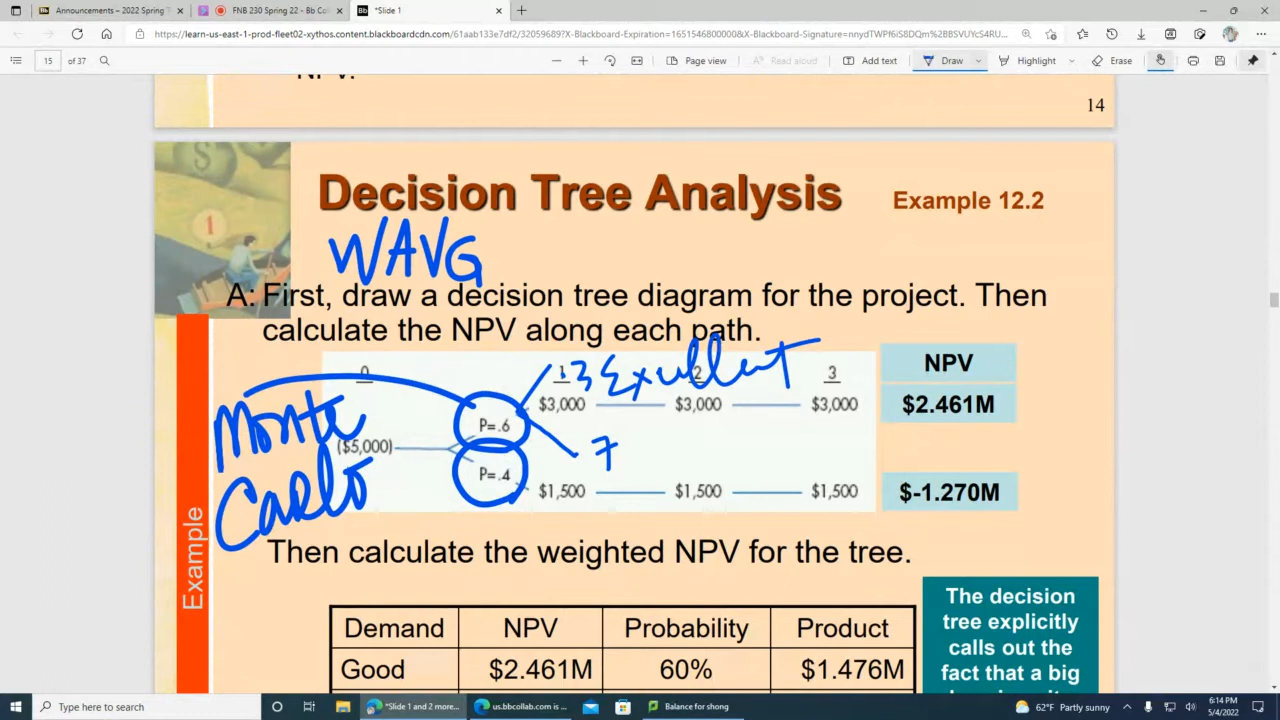 Announcements - 2022 Spring T
FNB 230 Spring 22 - Bb Coll
*Slide 1
https://learn-us-east-1-prod-fleet02-xythos.content.blackboardcdn.com/61aab133e7df2/32059689?X-Blackboard-Expiration=1651546800000&X-Blackboard-Signature=nnydTWPf6iS8DQm%2BBSVUYcS4RU...
15 of 37
Page view
Read aloud
Add text
Draw
Highlight
Erase
NPV.
14
Decision Tree Analysis
Example 12.2
WAVG
A: First, draw a decision tree diagram for the project. Then
calculate the NPV along each path.
0 1 2 3
.3 Excellent
NPV
P=.6 $3,000 $3,000 $3,000
$2.461M
Monte
($5,000)
.7
Carlo
P=.4 $1,500 $1,500 $1,500
$-1.270M
Example
Then calculate the weighted NPV for the tree.
Demand NPV Probability Product
Good $2.461M 60% $1.476M
The decision
tree explicitly
calls out the
fact that a big
Type here to search
*Slide 1 and 2 more...
us.bbcollab.com is ...
Balance for shong
62°F Partly sunny
6:14 PM
5/4/2022